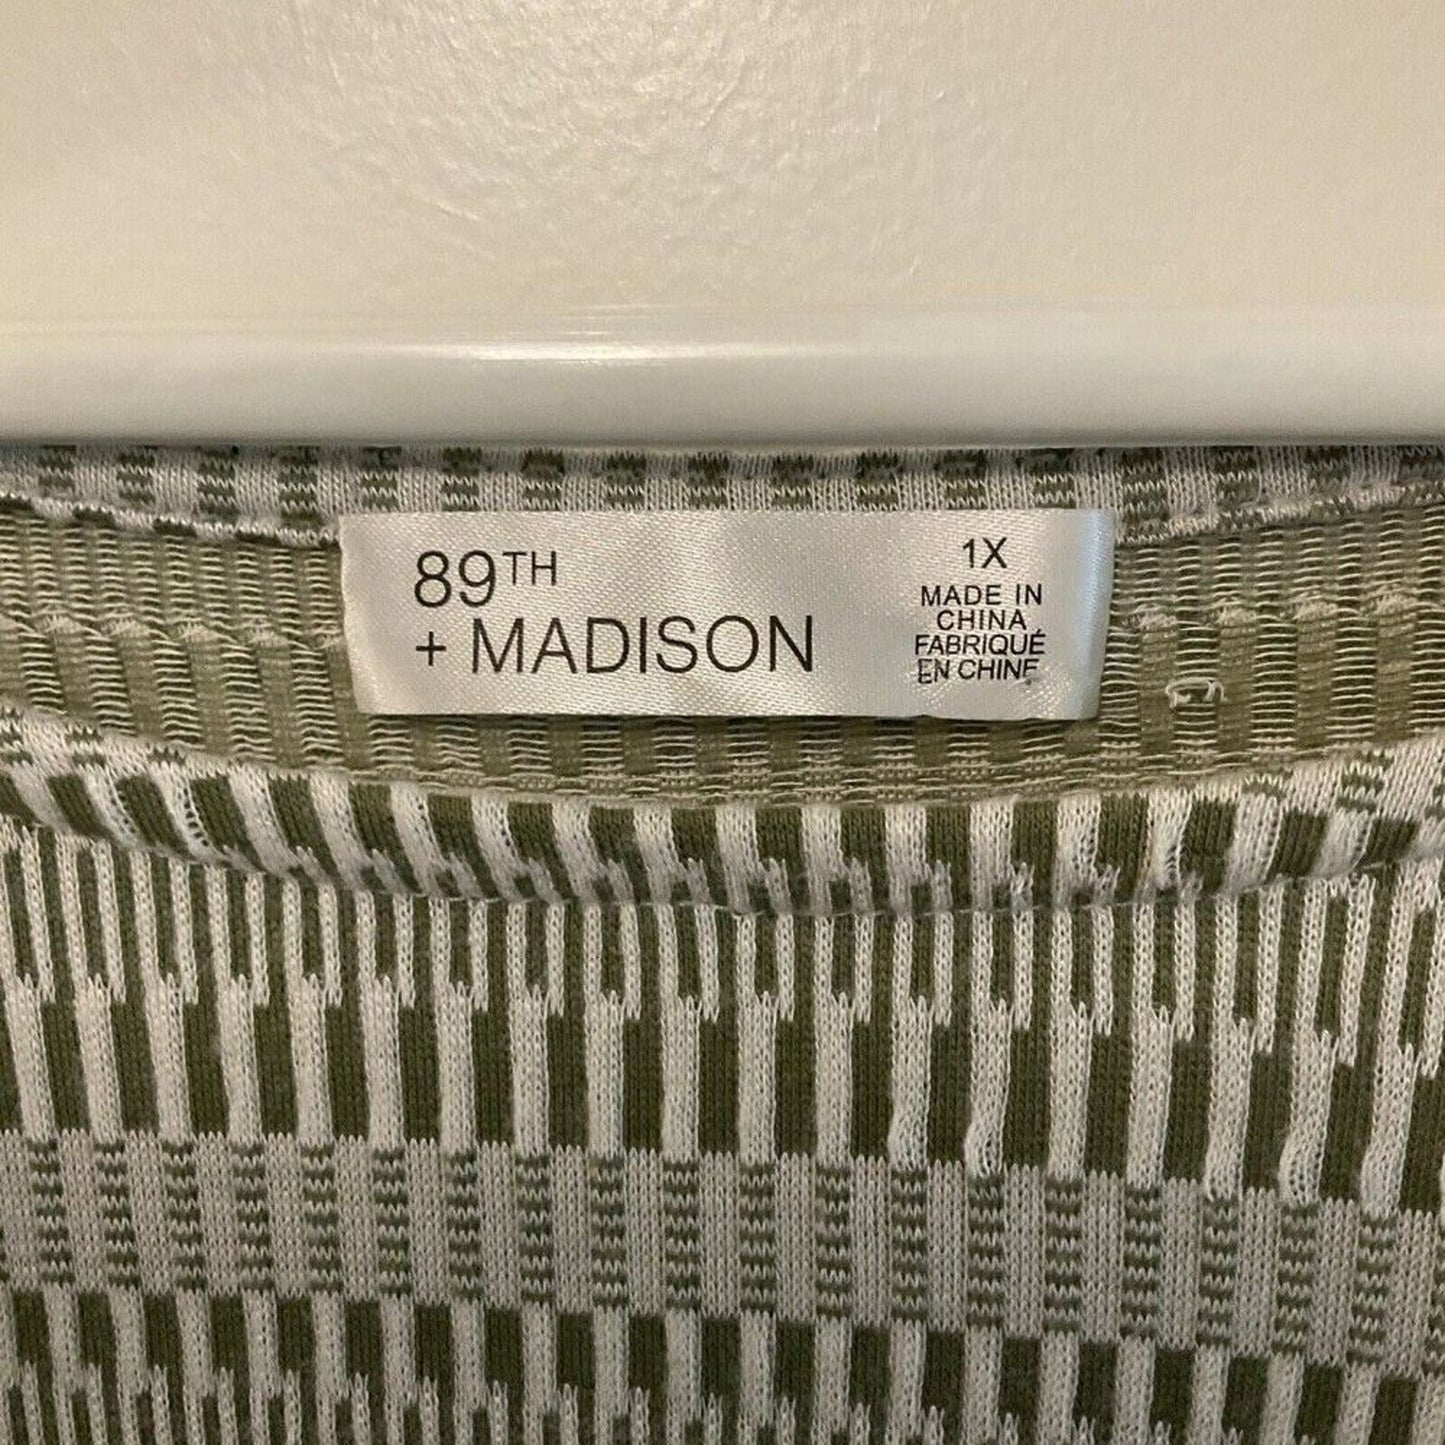 89TH
+ MADISON
1X
MADE IN
CHINA
FABRIQUÉ
EN CHINE